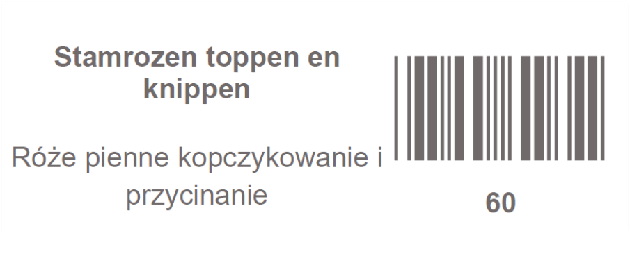 Stamrozen toppen en
knippen
Róże pienne kopczykowanie i
przycinanie
60